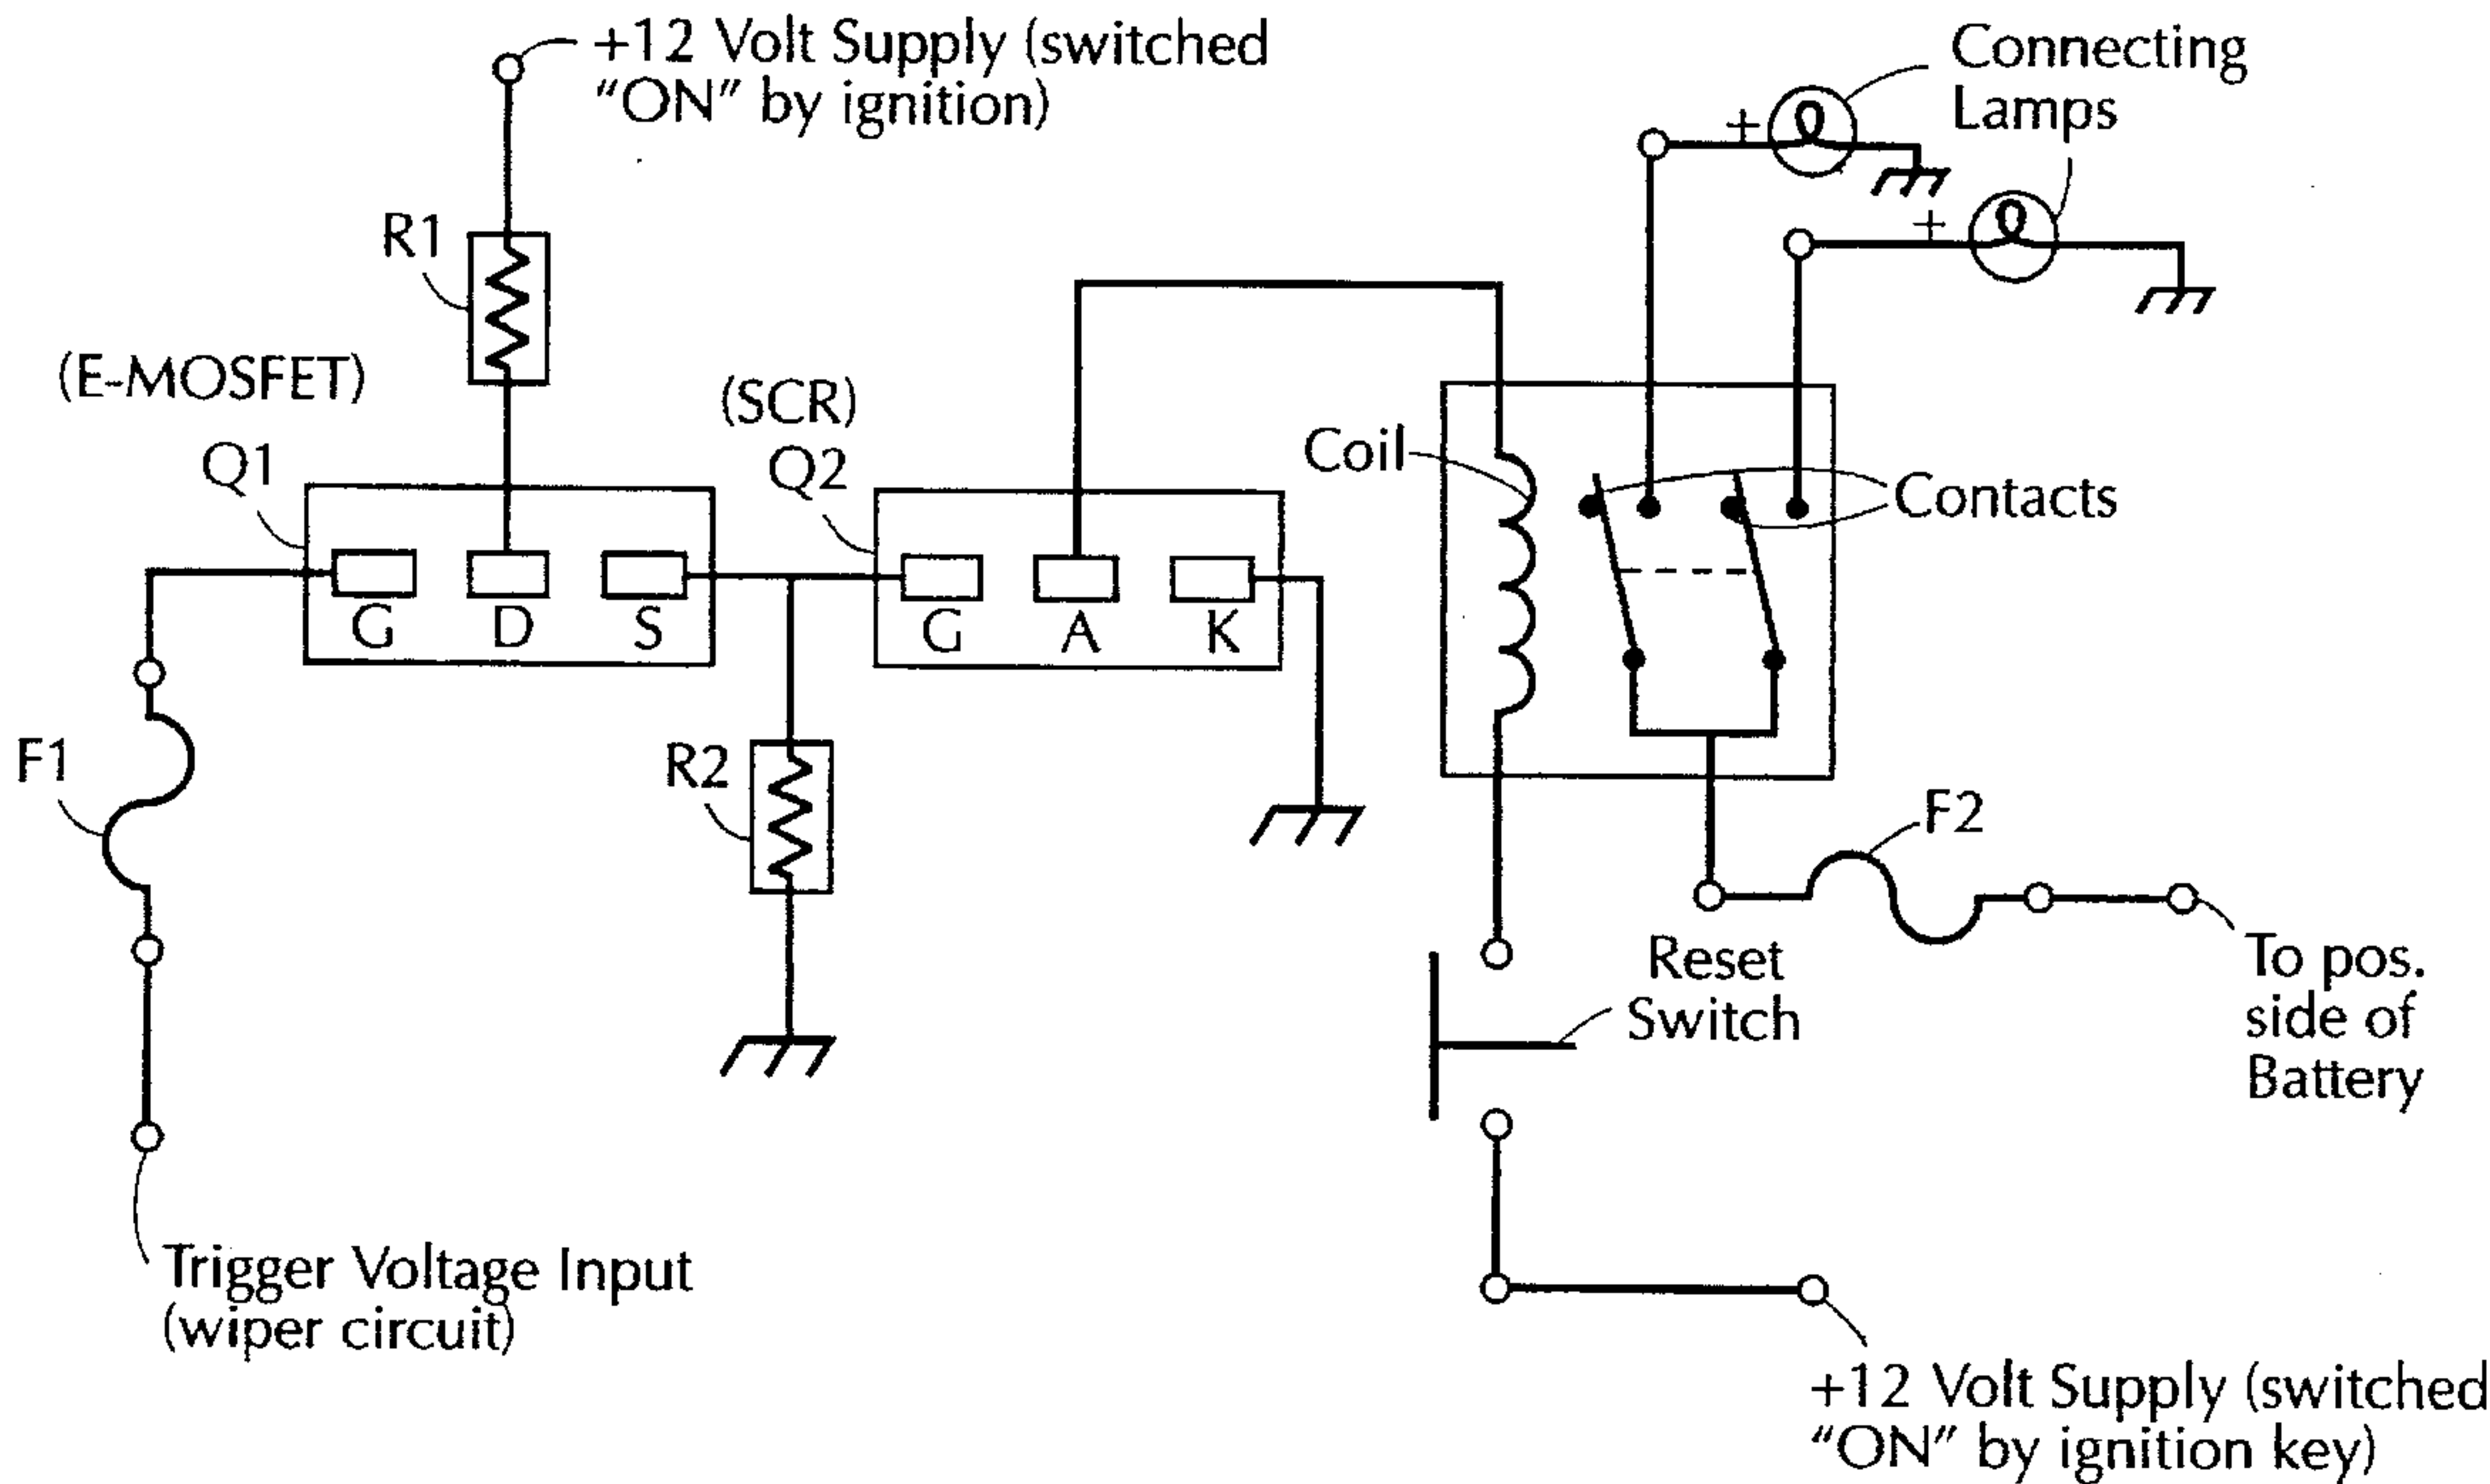 +12 Volt Supply (switched
"ON" by ignition)
Connecting
Lamps
+
+
R1
(E-MOSFET)
(SCR)
Q1
Q2
Coil
Contacts
G
D
S
G
A
K
F1
R2
F2
Reset
Switch
To pos.
side of
Battery
Trigger Voltage Input
(wiper circuit)
+12 Volt Supply (switched
"ON" by ignition key)